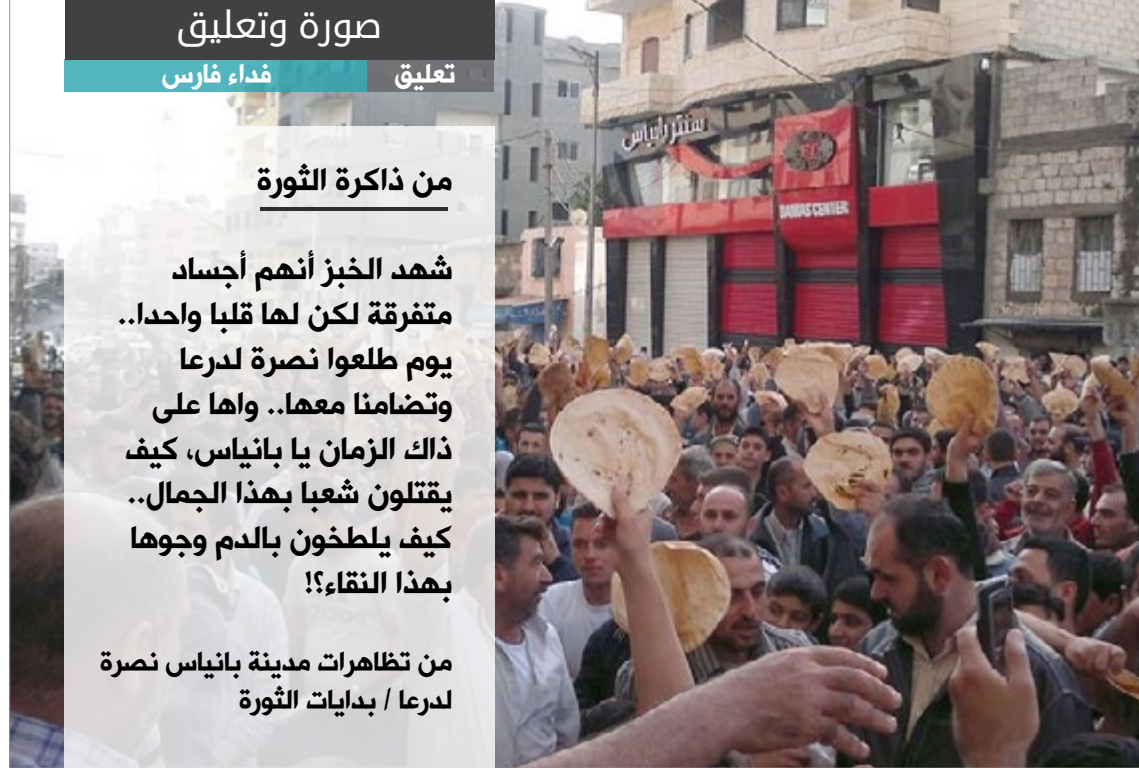 صورة وتعليق
تعليق
فداء فارس
من ذاكرة الثورة
شهد الخبز أنهم أجساد
متفرقة لكن لها قلبا واحدا..
يوم طلعوا نصرة لدرعا
وتضامنا معها.. واها على
ذاك الزمان يا بانياس، كيف
يقتلون شعبا بهذا الجمال..
كيف يلطخون بالدم وجوها
بهذا النقاء؟!
من تظاهرات مدينة بانياس نصرة
لدرعا / بدايات الثورة
سنتر بانياس
BANIAS CENTER